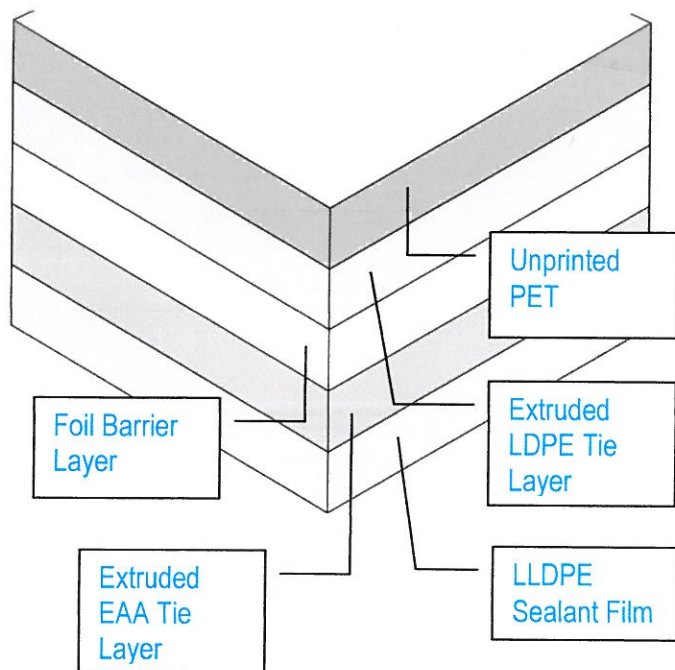 Unprinted
PET
Foil Barrier
Layer
Extruded
LDPE Tie
Layer
Extruded
EAA Tie
Layer
LLDPE
Sealant Film